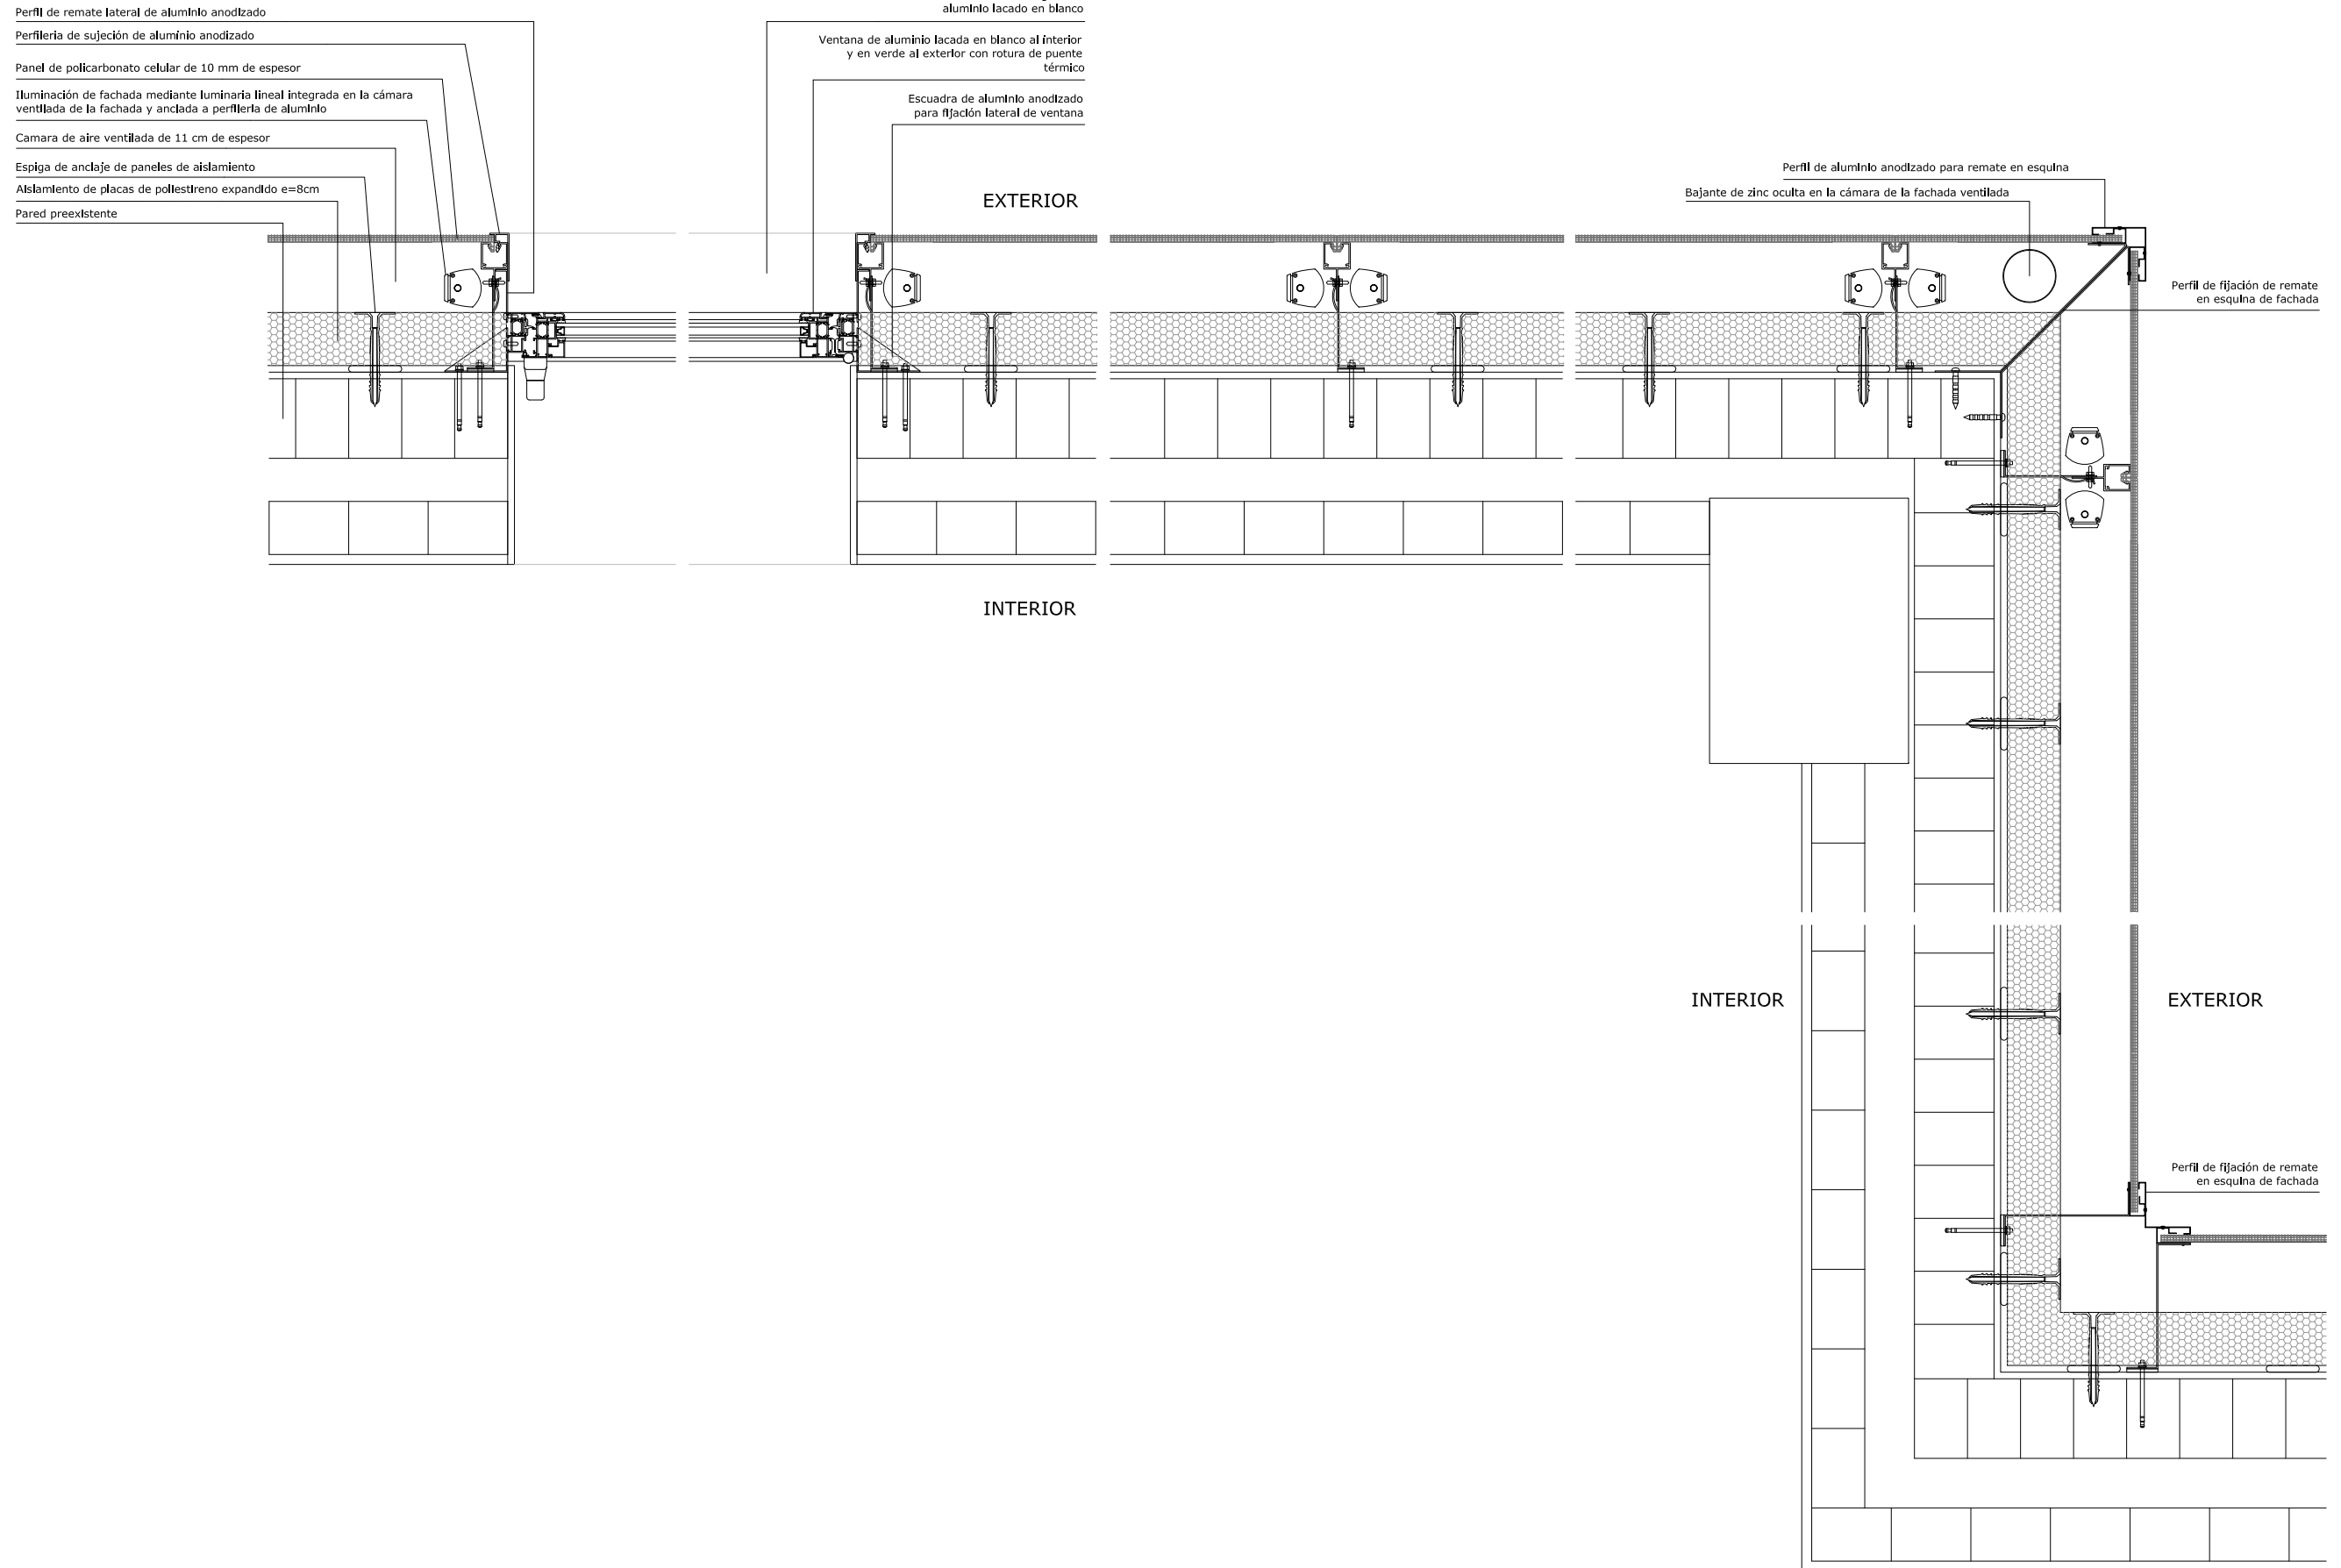 Perfil de remate lateral de aluminio anodizado
Perfileria de sujeción de aluminio anodizado
Panel de policarbonato celular de 10 mm de espesor
Iluminación de fachada mediante luminaria lineal integrada en la cámara
ventilada de la fachada y anclada a perfilería de aluminio
Camara de aire ventilada de 11 cm de espesor
Espiga de anclaje de paneles de aislamiento
Aislamiento de placas de poliestireno expandido e=8cm
Pared preexistente
aluminio lacado en blanco
Ventana de aluminio lacada en blanco al interior
y en verde al exterior con rotura de puente
térmico
Escuadra de aluminio anodizado
para fijación lateral de ventana
EXTERIOR
INTERIOR
Perfil de aluminio anodizado para remate en esquina
Bajante de zinc oculta en la cámara de la fachada ventilada
Perfil de fijación de remate
en esquina de fachada
INTERIOR
EXTERIOR
Perfil de fijación de remate
en esquina de fachada